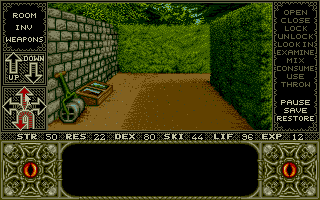 ROOM
INV
WEAPONS
UP
DOWN
OPEN
CLOSE
LOCK
UNLOCK
LOOK IN
EXAMINE
MIX
CONSUME
USE
THROW
PAUSE
SAVE
RESTORE
STR 50 RES 22 DEX 80 SKI 44 LIF 96 EXP 12